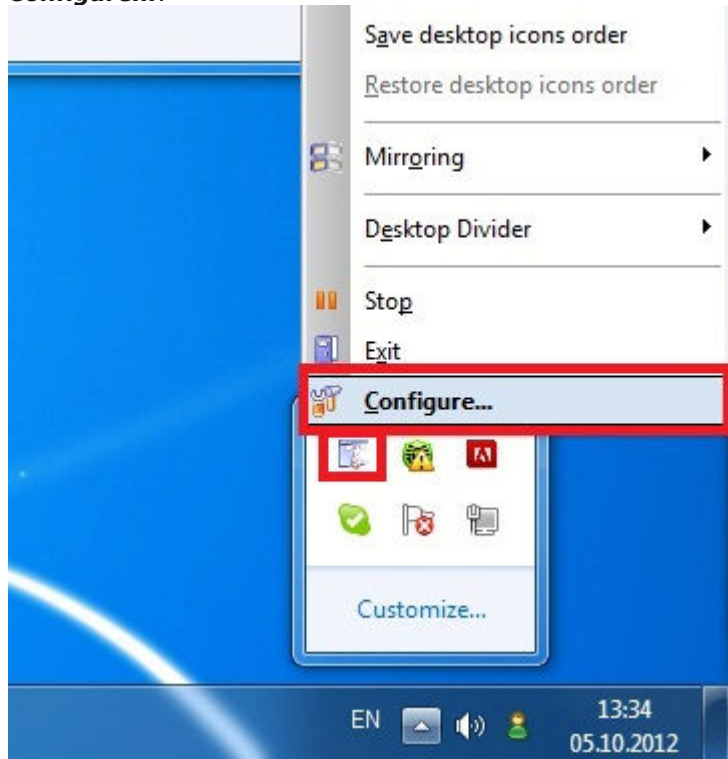 Configure...
Save desktop icons order
Restore desktop icons order
Mirroring
Desktop Divider
Stop
Exit
Configure...
Customize...
EN
13:34
05.10.2012